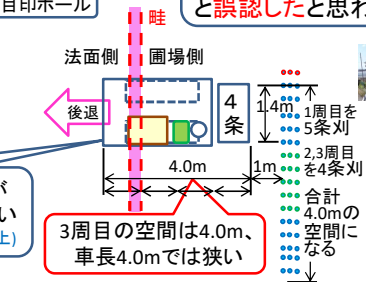 目印ポール
と誤認したと思わ
畦
法面側
圃場側
後退
4
条
1.4m
1周目を
5条刈
4.0m
1m
2,3周目
を4条刈
合計
4.0mの
空間に
なる
が
い
上)
3周目の空間は4.0m、
車長4.0mでは狭い